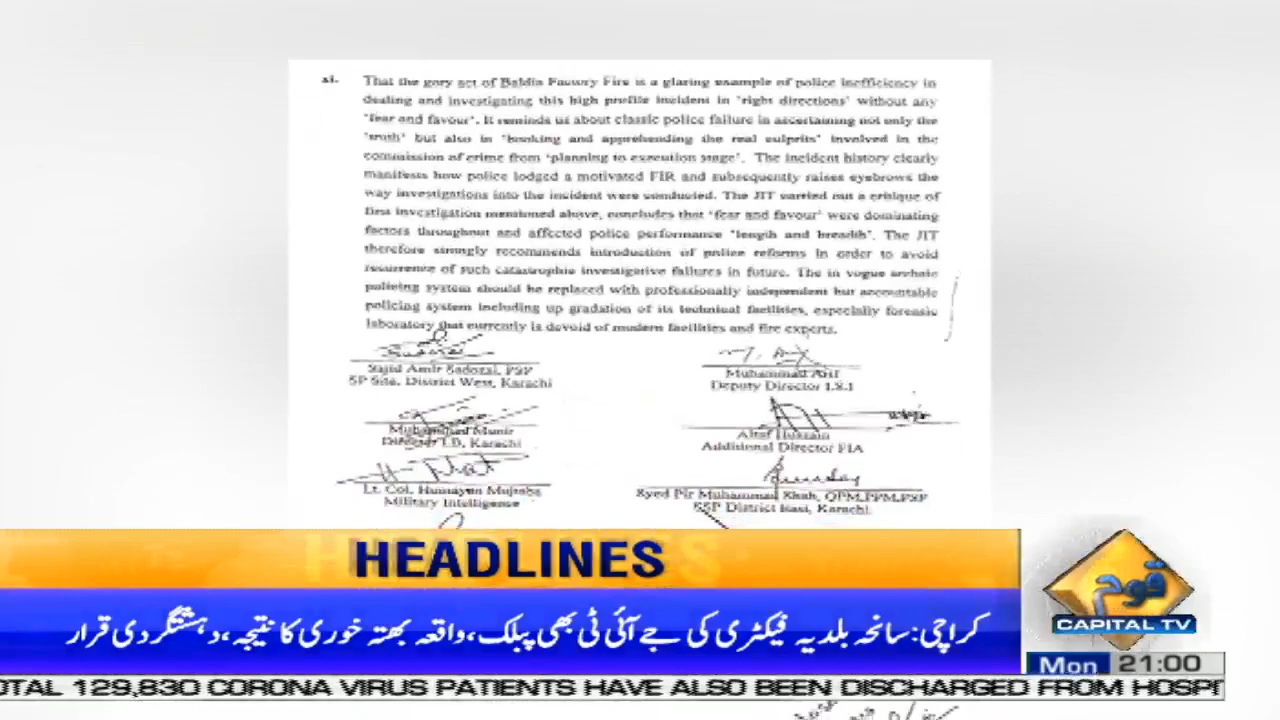 xi. That the gory act of Baldia Factory Fire is a glaring example of police inefficiency in
dealing and investigating this high profile incident in 'right directions' without any
'fear and favour'. It reminds us about classic police failure in ascertaining not only the
'truth' but also in 'booking and apprehending the real culprits' involved in the
commission of crime from 'planning to execution stage'. The incident history clearly
manifests how police lodged a motivated FIR and subsequently raises eyebrows the
way investigations into the incident were conducted. The JIT carried out a critique of
first investigation mentioned above, concludes that 'fear and favour' were dominating
factors throughout and affected police performance 'length and breadth'. The JIT
therefore strongly recommends introduction of police reforms in order to avoid
recurrence of such catastrophic investigative failures in future. The in vogue archaic
policing system should be replaced with professionally independent but accountable
policing system including up gradation of its technical facilities, especially forensic
laboratory that currently is devoid of modern facilities and fire experts.
Sajid Amir Sadozai, PSP
SP Site, District West, Karachi
Muhammad Arif
Deputy Director I.S.I
Muhammad Munir
Director I.B, Karachi
Altaf Hussain
Additional Director FIA
Lt. Col. Humayun Mujtaba
Military Intelligence
Syed Pir Muhammad Shah, QPM,PPM,PSP
SSP District East, Karachi.
HEADLINES
کراچی: سانحہ بلدیہ فیکٹری کی جے آئی ٹی بھی پبلک، واقعہ بھتہ خوری کا نتیجہ، دہشتگردی قرار
قوم
CAPITAL TV
Mon 21:00
OTAL 129,830 CORONA VIRUS PATIENTS HAVE ALSO BEEN DISCHARGED FROM HOSPI